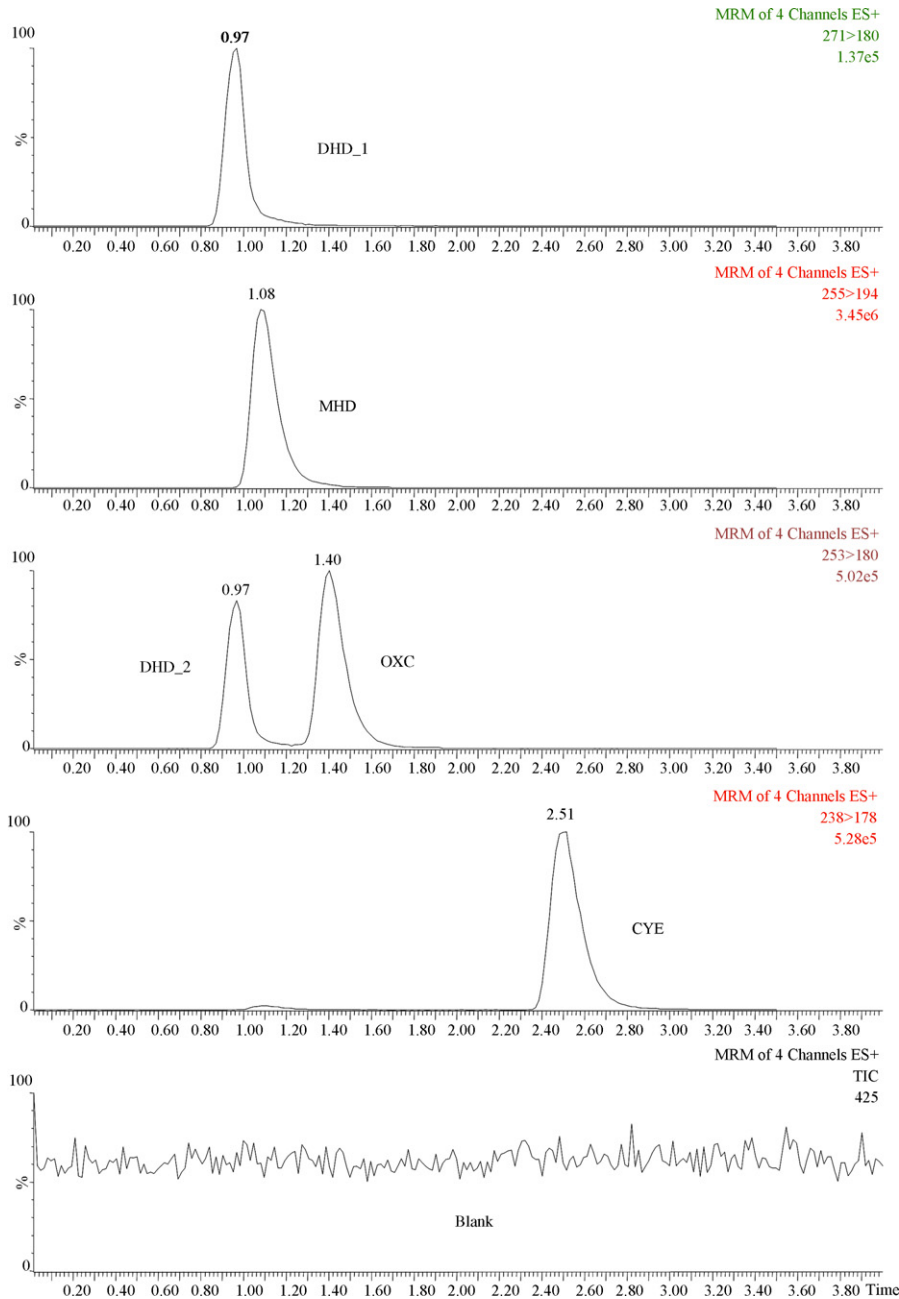 MRM of 4 Channels ES+
271>180
1.37e5
100
0.97
%
DHD_1
0
0.20 0.40 0.60 0.80 1.00 1.20 1.40 1.60 1.80 2.00 2.20 2.40 2.60 2.80 3.00 3.20 3.40 3.60 3.80
MRM of 4 Channels ES+
255>194
3.45e6
100
1.08
%
MHD
0
0.20 0.40 0.60 0.80 1.00 1.20 1.40 1.60 1.80 2.00 2.20 2.40 2.60 2.80 3.00 3.20 3.40 3.60 3.80
MRM of 4 Channels ES+
253>180
5.02e5
100
0.97
1.40
%
DHD_2
OXC
0
0.20 0.40 0.60 0.80 1.00 1.20 1.40 1.60 1.80 2.00 2.20 2.40 2.60 2.80 3.00 3.20 3.40 3.60 3.80
MRM of 4 Channels ES+
238>178
5.28e5
100
2.51
%
CYE
0
0.20 0.40 0.60 0.80 1.00 1.20 1.40 1.60 1.80 2.00 2.20 2.40 2.60 2.80 3.00 3.20 3.40 3.60 3.80
MRM of 4 Channels ES+
TIC
425
100
%
Blank
0
0.20 0.40 0.60 0.80 1.00 1.20 1.40 1.60 1.80 2.00 2.20 2.40 2.60 2.80 3.00 3.20 3.40 3.60 3.80 Time